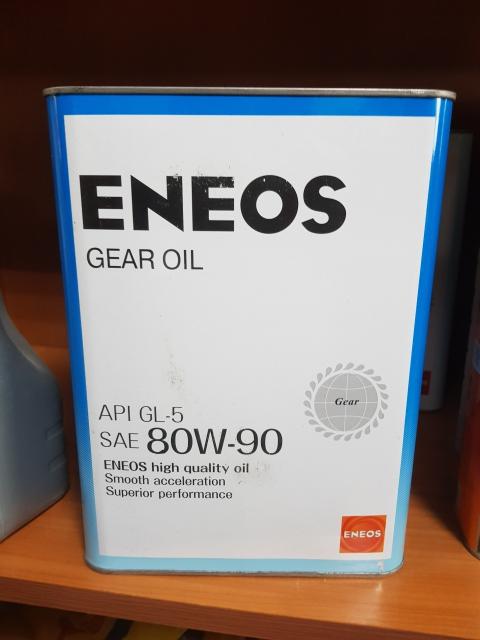 ENEOS
GEAR OIL
Gear
API GL-5
SAE 80W-90
ENEOS high quality oil
Smooth acceleration
Superior performance
ENEOS